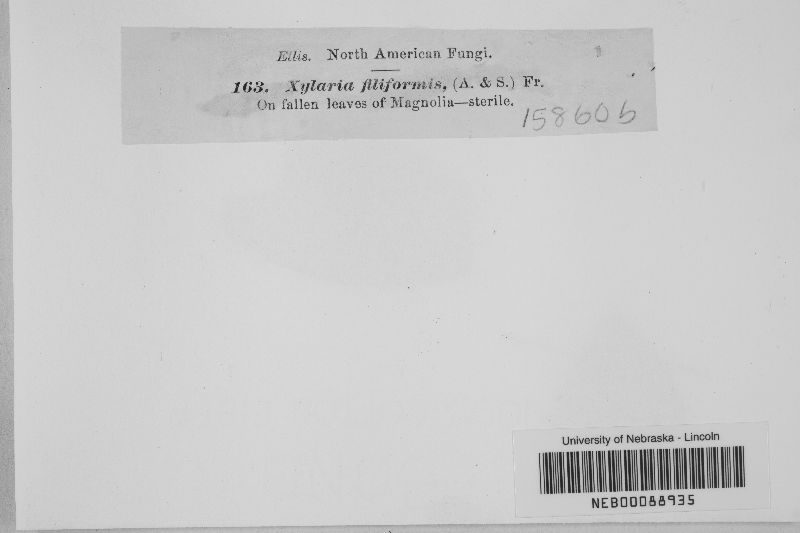 Ellis. North American Fungi.
163. Xylaria filiformis, (A. & S.) Fr.
On fallen leaves of Magnolia—sterile.
158606
University of Nebraska - Lincoln
NEB00088935